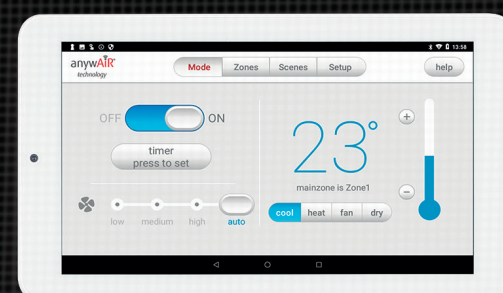 13:58
anywAiR
technology
Mode Zones Scenes Setup help
OFF ON
timer
press to set
23°
mainzone is Zone1
low medium high auto
cool heat fan dry